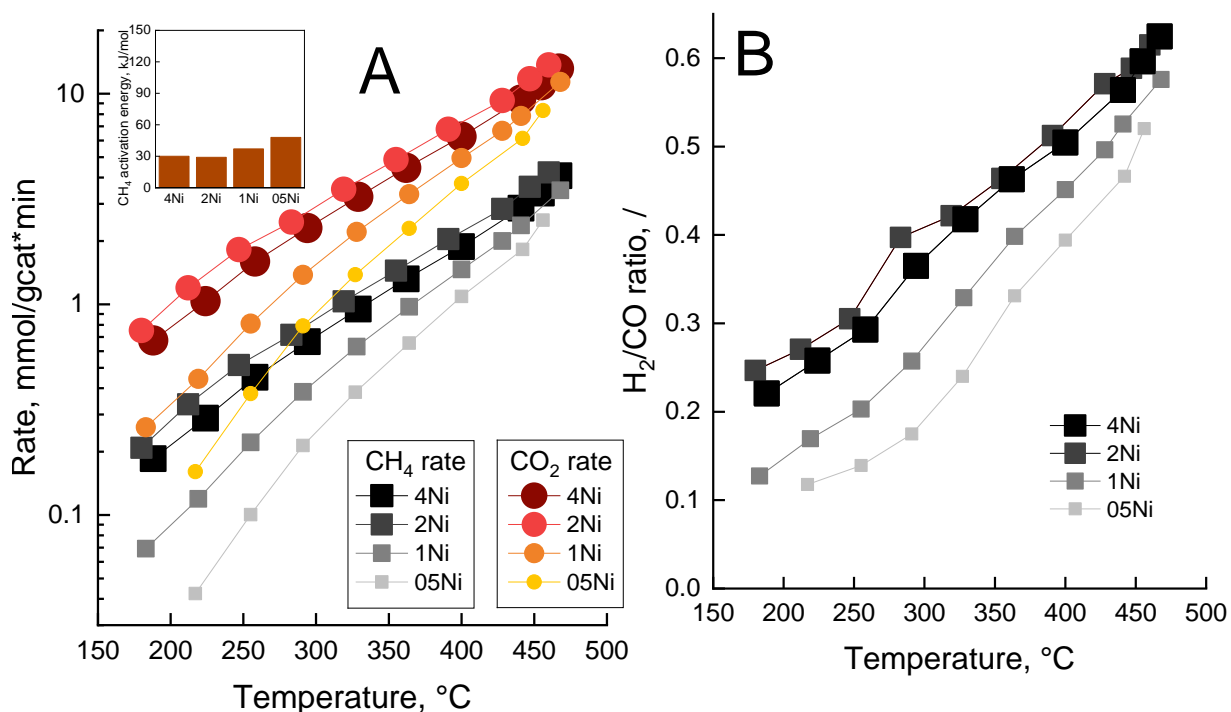 A
CH₄ activation energy, kJ/mol
150
120
90
60
30
0
4Ni 2Ni 1Ni 05Ni
Rate, mmol/gcat*min
10
1
0.1
CH₄ rate
4Ni
2Ni
1Ni
05Ni
CO₂ rate
4Ni
2Ni
1Ni
05Ni
150 200 250 300 350 400 450 500
Temperature, °C
B
H₂/CO ratio, /
0.6
0.5
0.4
0.3
0.2
0.1
0.0
4Ni
2Ni
1Ni
05Ni
150 200 250 300 350 400 450 500
Temperature, °C